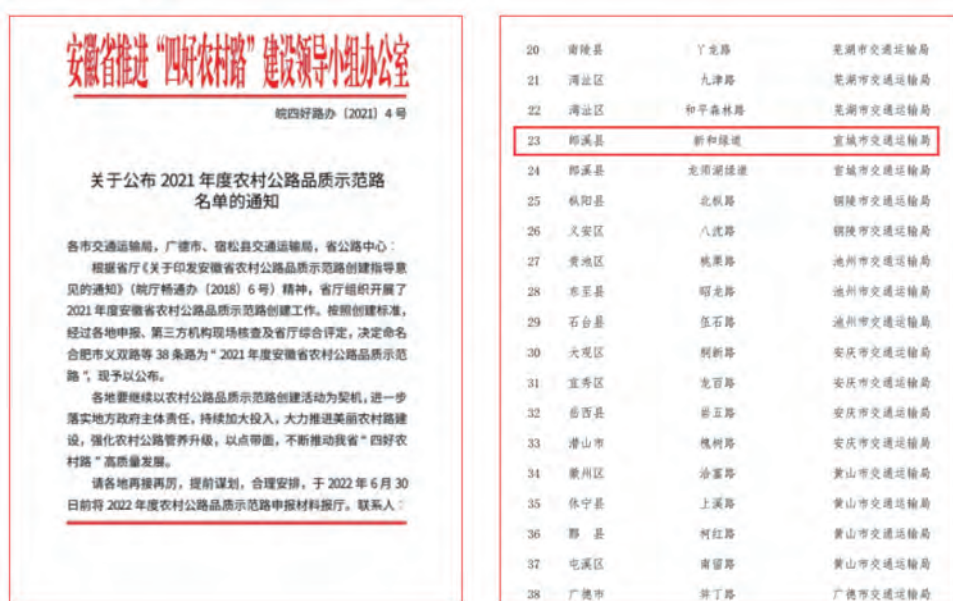 安徽省推进“四好农村路”建设领导小组办公室
皖四好路办〔2021〕4号
关于公布 2021 年度农村公路品质示范路
名单的通知
各市交通运输局，广德市、宿松县交通运输局，省公路中心：
根据省厅《关于印发安徽省农村公路品质示范路创建指导意
见的通知》（皖厅畅通办〔2018〕6号）精神，省厅组织开展了
2021 年度安徽省农村公路品质示范路创建工作。按照创建标准，
经过各地申报、第三方机构现场核查及省厅综合评定，决定命名
合肥市义双路等 38 条路为“2021 年度安徽省农村公路品质示范
路”，现予以公布。
各地要继续以农村公路品质示范路创建活动为契机，进一步
落实地方政府主体责任，持续加大投入，大力推进美丽农村路建
设，强化农村公路管养升级，以点带面，不断推动我省“四好农
村路”高质量发展。
请各地再接再厉，提前谋划，合理安排，于 2022 年 6 月 30
日前将 2022 年度农村公路品质示范路申报材料报厅。联系人：
20 南陵县 丫龙路 芜湖市交通运输局
21 湾沚区 九津路 芜湖市交通运输局
22 湾沚区 和平森林路 芜湖市交通运输局
23 郎溪县 新和绿道 宣城市交通运输局
24 郎溪县 龙须湖绿道 宣城市交通运输局
25 枞阳县 北枞路 铜陵市交通运输局
26 义安区 八沈路 铜陵市交通运输局
27 贵池区 桃果路 池州市交通运输局
28 东至县 昭龙路 池州市交通运输局
29 石台县 伍石路 池州市交通运输局
30 大观区 新路 安庆市交通运输局
31 宜秀区 龙百路 安庆市交通运输局
32 岳西县 五路 安庆市交通运输局
33 潜山市 槐树路 安庆市交通运输局
34 徽州区 洽富路 黄山市交通运输局
35 休宁县 上溪路 黄山市交通运输局
36 黟 县 柯红路 黄山市交通运输局
37 屯溪区 南留路 黄山市交通运输局
38 广德市 丁路 广德市交通运输局